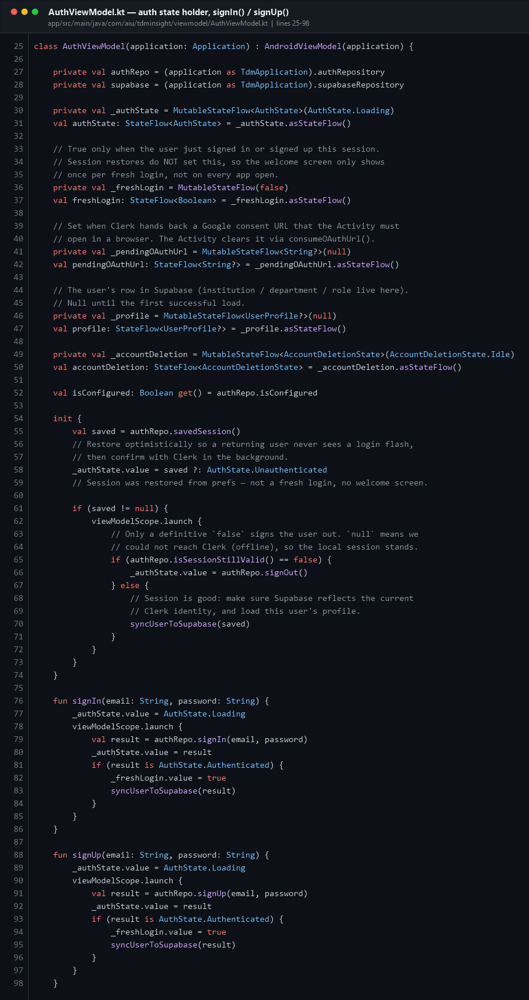 AuthViewModel.kt — auth state holder, signIn() / signUp()
app/src/main/java/com/aiu/tdminsight/viewmodel/AuthViewModel.kt | lines 25-98
25 class AuthViewModel(application: Application) : AndroidViewModel(application) {
26
27     private val authRepo = (application as TdmApplication).authRepository
28     private val supabase = (application as TdmApplication).supabaseRepository
29
30     private val _authState = MutableStateFlow<AuthState>(AuthState.Loading)
31     val authState: StateFlow<AuthState> = _authState.asStateFlow()
32
33     // True only when the user just signed in or signed up this session.
34     // Session restores do NOT set this, so the welcome screen only shows
35     // once per fresh login, not on every app open.
36     private val _freshLogin = MutableStateFlow(false)
37     val freshLogin: StateFlow<Boolean> = _freshLogin.asStateFlow()
38
39     // Set when Clerk hands back a Google consent URL that the Activity must
40     // open in a browser. The Activity clears it via consumeOAuthUrl().
41     private val _pendingOAuthUrl = MutableStateFlow<String?>(null)
42     val pendingOAuthUrl: StateFlow<String?> = _pendingOAuthUrl.asStateFlow()
43
44     // The user's row in Supabase (institution / department / role live here).
45     // Null until the first successful load.
46     private val _profile = MutableStateFlow<UserProfile?>(null)
47     val profile: StateFlow<UserProfile?> = _profile.asStateFlow()
48
49     private val _accountDeletion = MutableStateFlow<AccountDeletionState>(AccountDeletionState.Idle)
50     val accountDeletion: StateFlow<AccountDeletionState> = _accountDeletion.asStateFlow()
51
52     val isConfigured: Boolean get() = authRepo.isConfigured
53
54     init {
55         val saved = authRepo.savedSession()
56         // Restore optimistically so a returning user never sees a login flash,
57         // then confirm with Clerk in the background.
58         _authState.value = saved ?: AuthState.Unauthenticated
59         // Session was restored from prefs — not a fresh login, no welcome screen.
60
61         if (saved != null) {
62             viewModelScope.launch {
63                 // Only a definitive `false` signs the user out. `null` means we
64                 // could not reach Clerk (offline), so the local session stands.
65                 if (authRepo.isSessionStillValid() == false) {
66                     _authState.value = authRepo.signOut()
67                 } else {
68                     // Session is good: make sure Supabase reflects the current
69                     // Clerk identity, and load this user's profile.
70                     syncUserToSupabase(saved)
71                 }
72             }
73         }
74     }
75
76     fun signIn(email: String, password: String) {
77         _authState.value = AuthState.Loading
78         viewModelScope.launch {
79             val result = authRepo.signIn(email, password)
80             _authState.value = result
81             if (result is AuthState.Authenticated) {
82                 _freshLogin.value = true
83                 syncUserToSupabase(result)
84             }
85         }
86     }
87
88     fun signUp(email: String, password: String) {
89         _authState.value = AuthState.Loading
90         viewModelScope.launch {
91             val result = authRepo.signUp(email, password)
92             _authState.value = result
93             if (result is AuthState.Authenticated) {
94                 _freshLogin.value = true
95                 syncUserToSupabase(result)
96             }
97         }
98     }